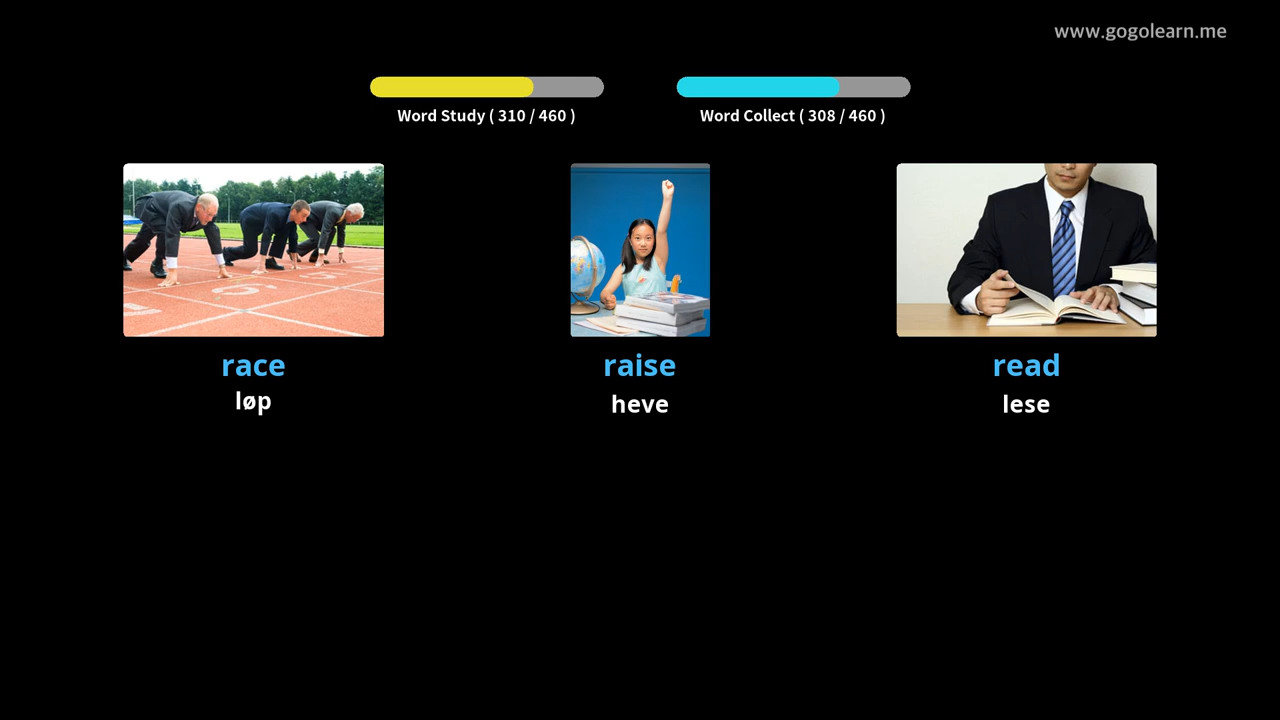 www.gogolearn.me
Word Study ( 310 / 460 )
Word Collect ( 308 / 460 )
race
raise
read
løp
heve
lese